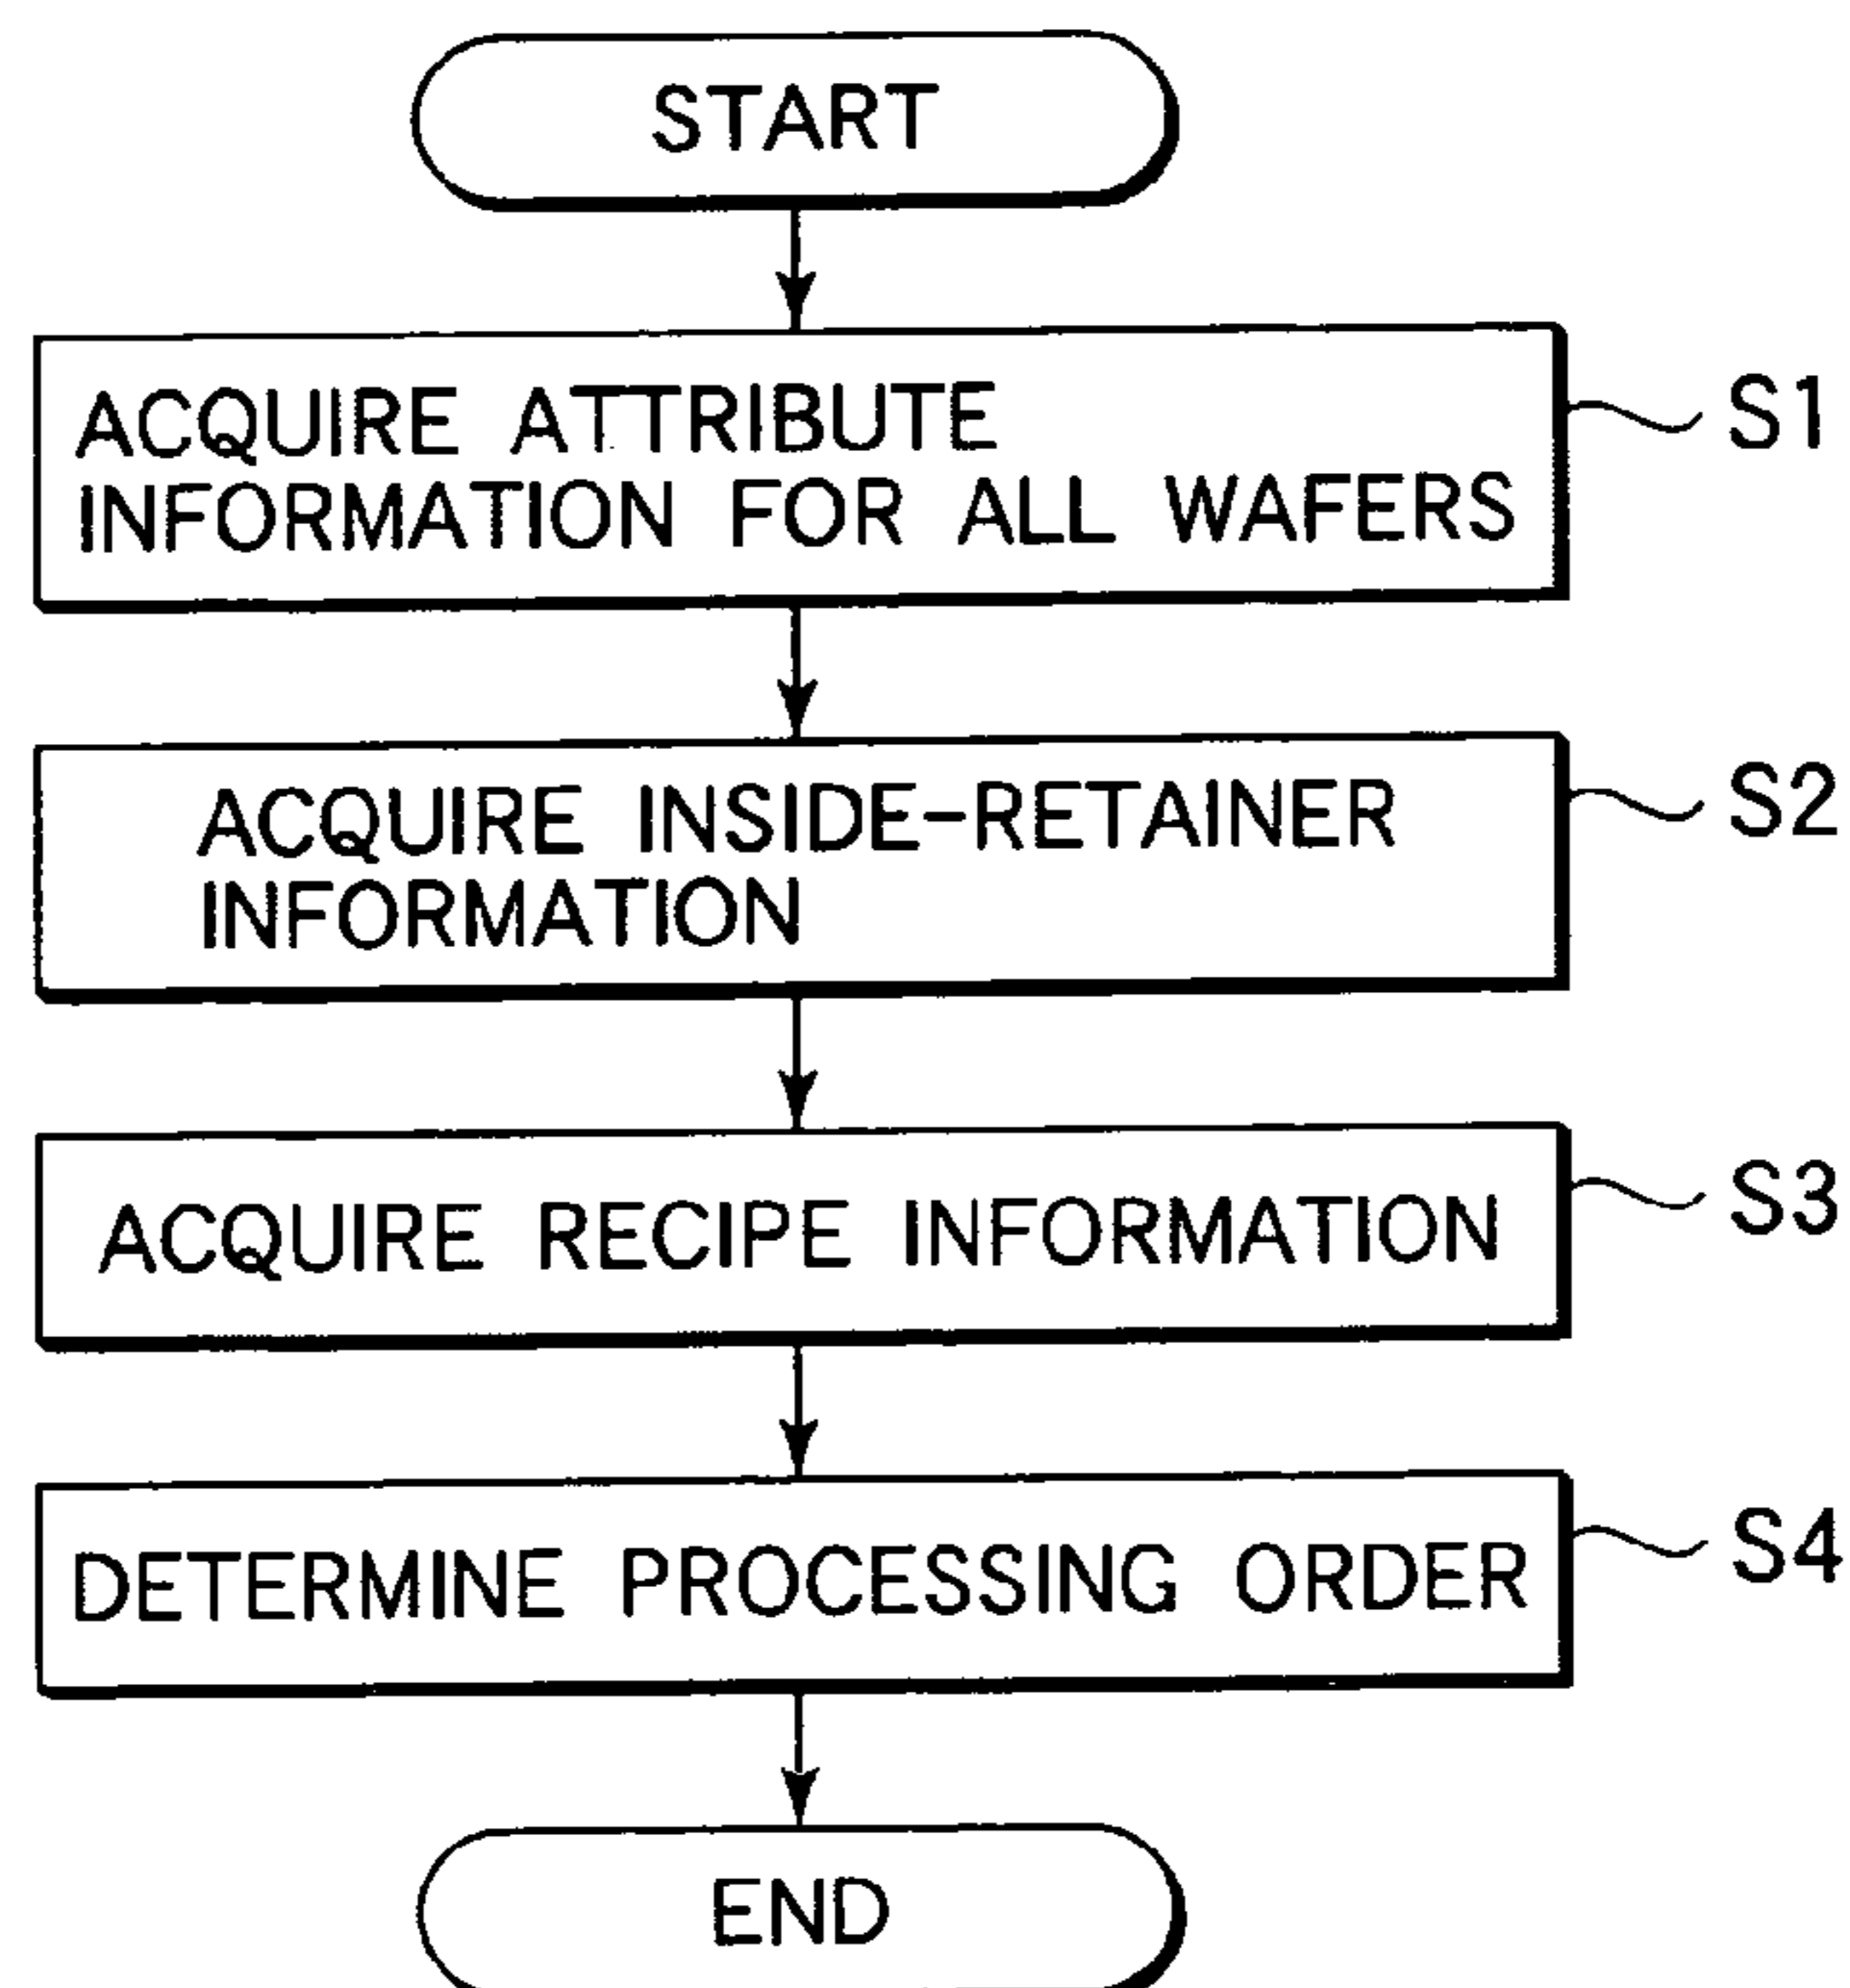 START
ACQUIRE ATTRIBUTE
INFORMATION FOR ALL WAFERS
S1
ACQUIRE INSIDE-RETAINER
INFORMATION
S2
ACQUIRE RECIPE INFORMATION
S3
DETERMINE PROCESSING ORDER
S4
END